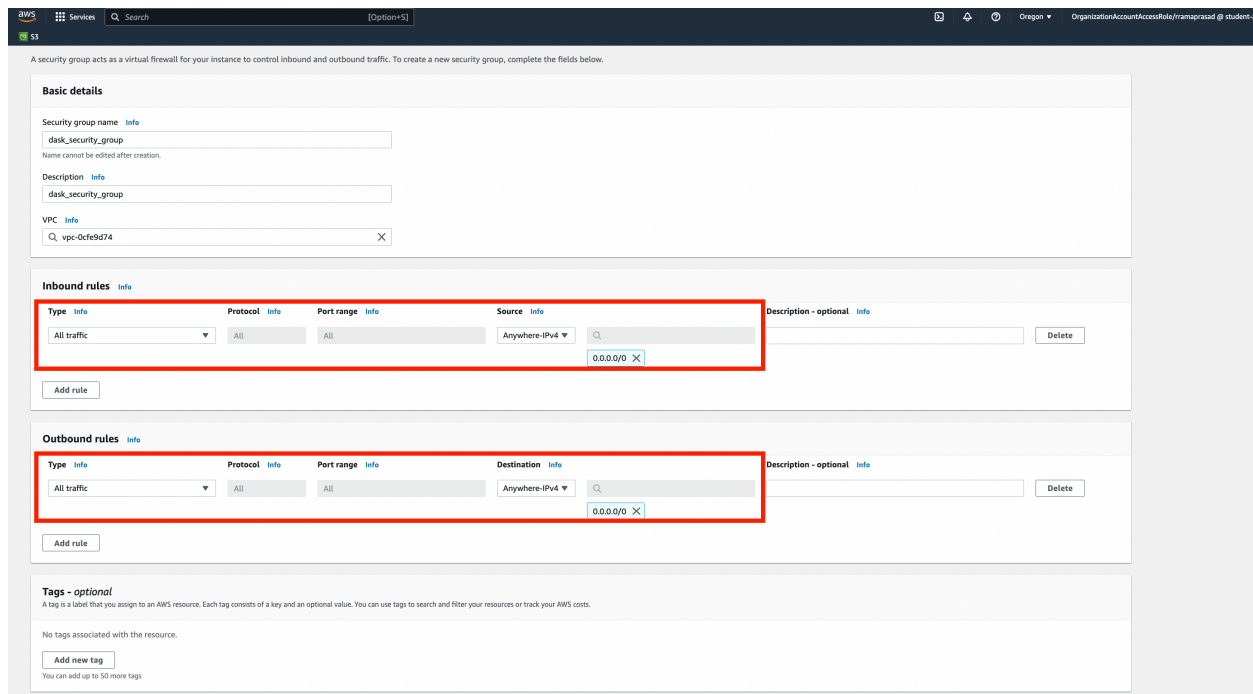 aws Services Search [Option+S] Oregon OrganizationAccountAccessRole/rramaprasad @ student-
S3
A security group acts as a virtual firewall for your instance to control inbound and outbound traffic. To create a new security group, complete the fields below.
Basic details
Security group name Info
dask_security_group
Name cannot be edited after creation.
Description Info
dask_security_group
VPC Info
vpc-0cfe9d74
Inbound rules Info
Type Info Protocol Info Port range Info Source Info Description - optional Info
All traffic All All Anywhere-IPv4 Delete
0.0.0.0/0
Add rule
Outbound rules Info
Type Info Protocol Info Port range Info Destination Info Description - optional Info
All traffic All All Anywhere-IPv4 Delete
0.0.0.0/0
Add rule
Tags - optional
A tag is a label that you assign to an AWS resource. Each tag consists of a key and an optional value. You can use tags to search and filter your resources or track your AWS costs.
No tags associated with the resource.
Add new tag
You can add up to 50 more tags